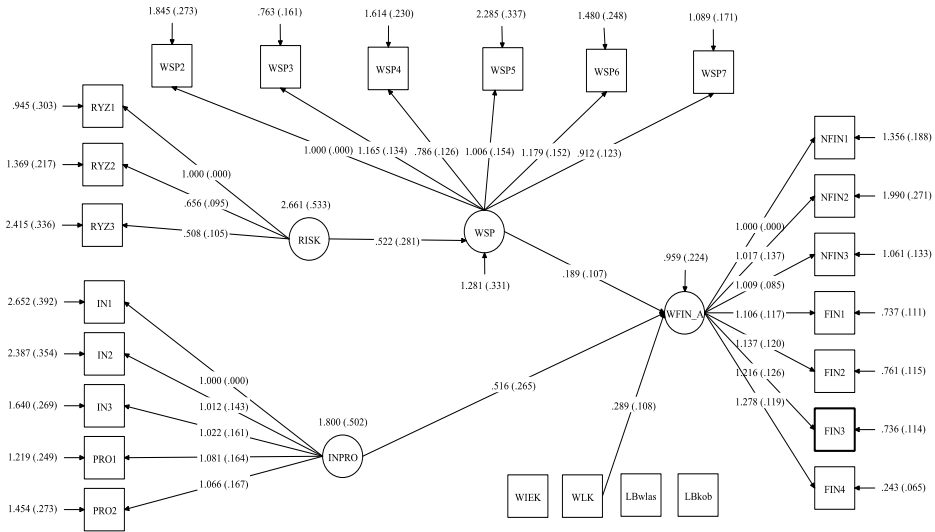 1.845 (.273)
.763 (.161)
1.614 (.230)
2.285 (.337)
1.480 (.248)
1.089 (.171)
WSP2
WSP3
WSP4
WSP5
WSP6
WSP7
.945 (.303)
RYZ1
1.369 (.217)
RYZ2
2.415 (.336)
RYZ3
1.000 (.000)
.656 (.095)
.508 (.105)
2.661 (.533)
RISK
.522 (.281)
1.000 (.000)
1.165 (.134)
.786 (.126)
1.006 (.154)
1.179 (.152)
.912 (.123)
WSP
1.281 (.331)
.189 (.107)
.959 (.224)
WFIN_A
NFIN1
1.356 (.188)
NFIN2
1.990 (.271)
NFIN3
1.061 (.133)
FIN1
.737 (.111)
FIN2
.761 (.115)
FIN3
.736 (.114)
FIN4
.243 (.065)
1.000 (.000)
1.017 (.137)
1.009 (.085)
1.106 (.117)
1.137 (.120)
1.216 (.126)
1.278 (.119)
2.652 (.392)
IN1
2.387 (.354)
IN2
1.640 (.269)
IN3
1.219 (.249)
PRO1
1.454 (.273)
PRO2
1.000 (.000)
1.012 (.143)
1.022 (.161)
1.081 (.164)
1.066 (.167)
1.800 (.502)
INPRO
.516 (.265)
.289 (.108)
WIEK
WLK
LBwlas
LBkob